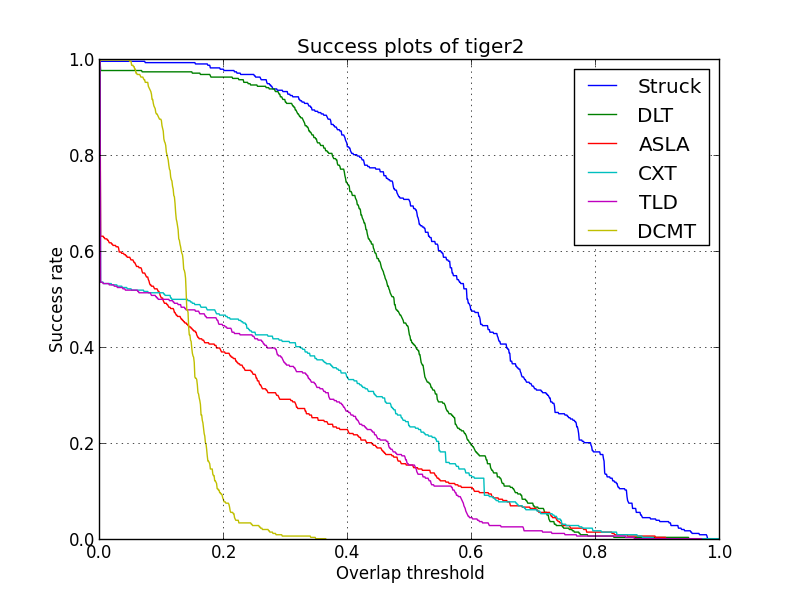 Success plots of tiger2
1.0
0.8
0.6
0.4
0.2
0.0
Success rate
Struck
DLT
ASLA
CXT
TLD
DCMT
0.0 0.2 0.4 0.6 0.8 1.0
Overlap threshold